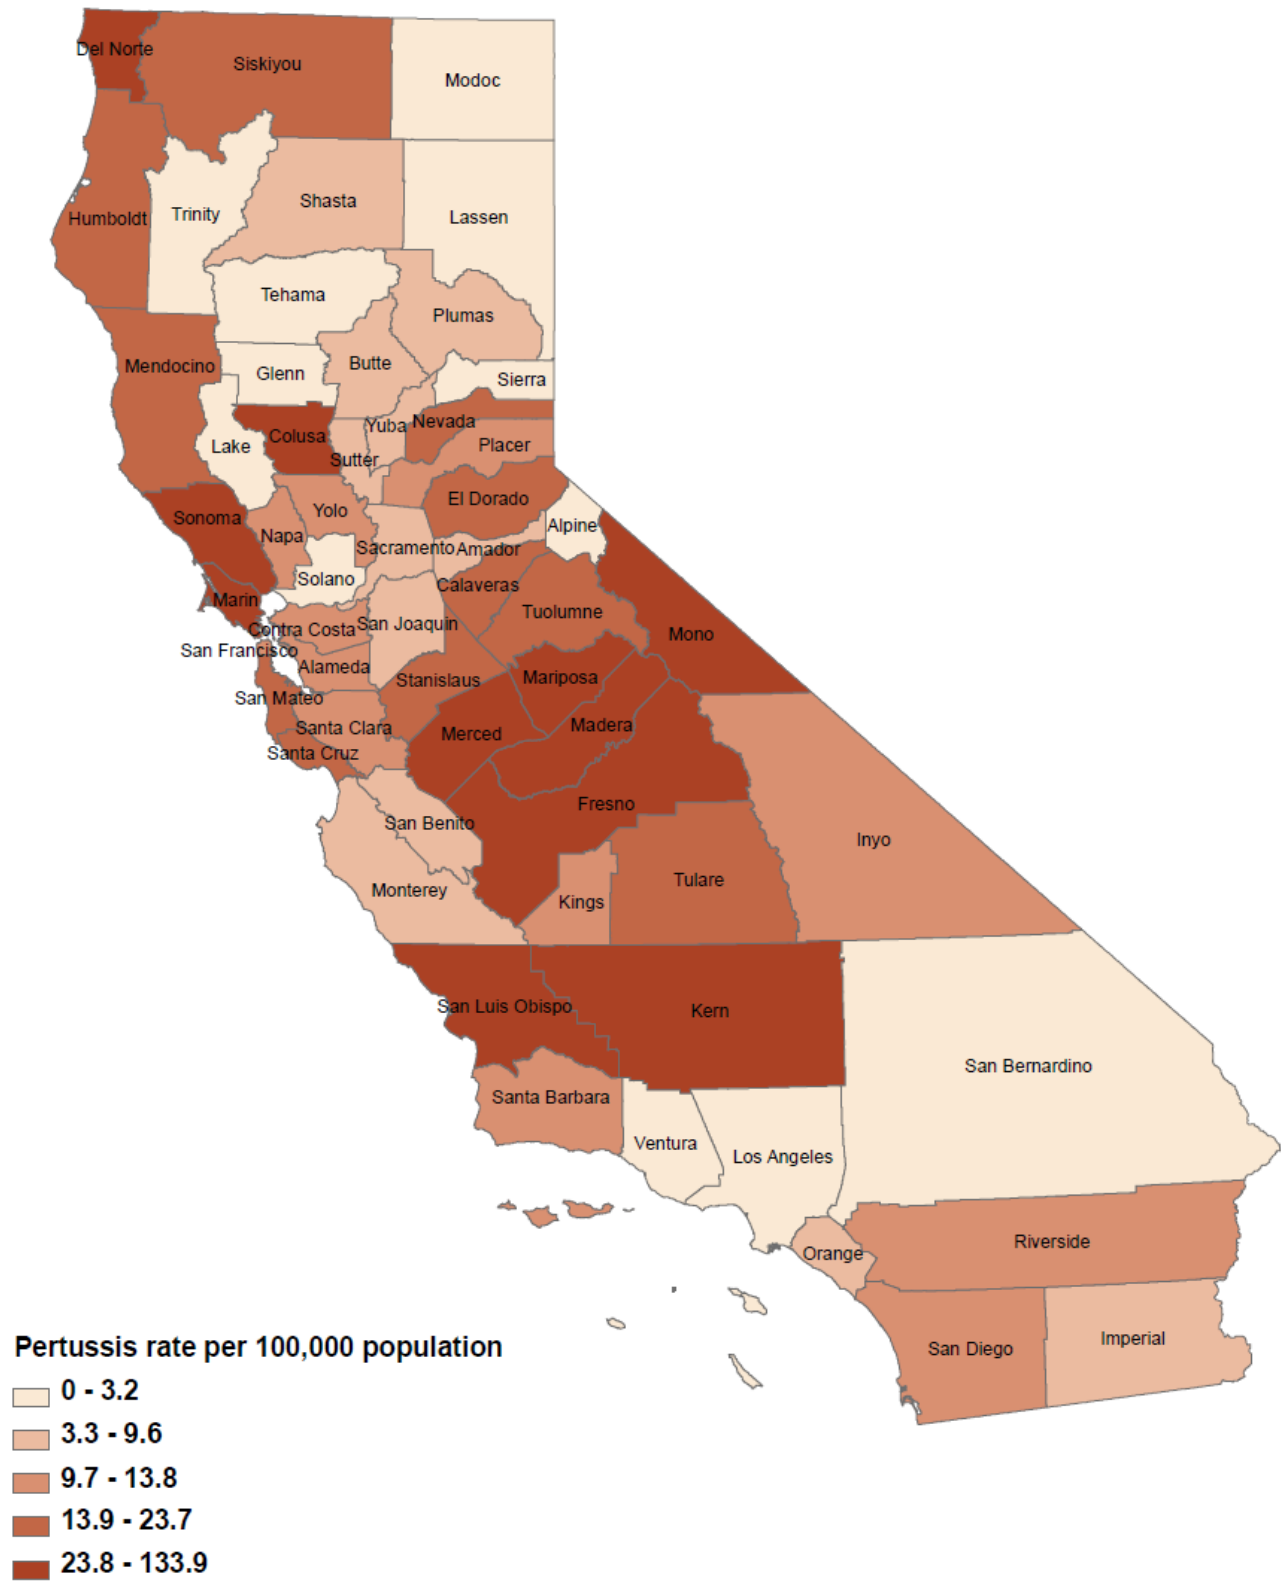 Del Norte
Siskiyou
Modoc
Shasta
Trinity
Lassen
Humboldt
Tehama
Plumas
Butte
Mendocino
Glenn
Sierra
Nevada
Yuba
Colusa
Placer
Lake
Sutter
El Dorado
Yolo
Sonoma
Alpine
Napa
Sacramento
Amador
Solano
Calaveras
Marin
Tuolumne
San Joaquin
Contra Costa
Mono
San Francisco
Alameda
Mariposa
Stanislaus
San Mateo
Madera
Santa Clara
Merced
Santa Cruz
Fresno
San Benito
Inyo
Tulare
Monterey
Kings
San Luis Obispo
Kern
San Bernardino
Santa Barbara
Ventura
Los Angeles
Riverside
Orange
Imperial
San Diego
Pertussis rate per 100,000 population
0 - 3.2
3.3 - 9.6
9.7 - 13.8
13.9 - 23.7
23.8 - 133.9